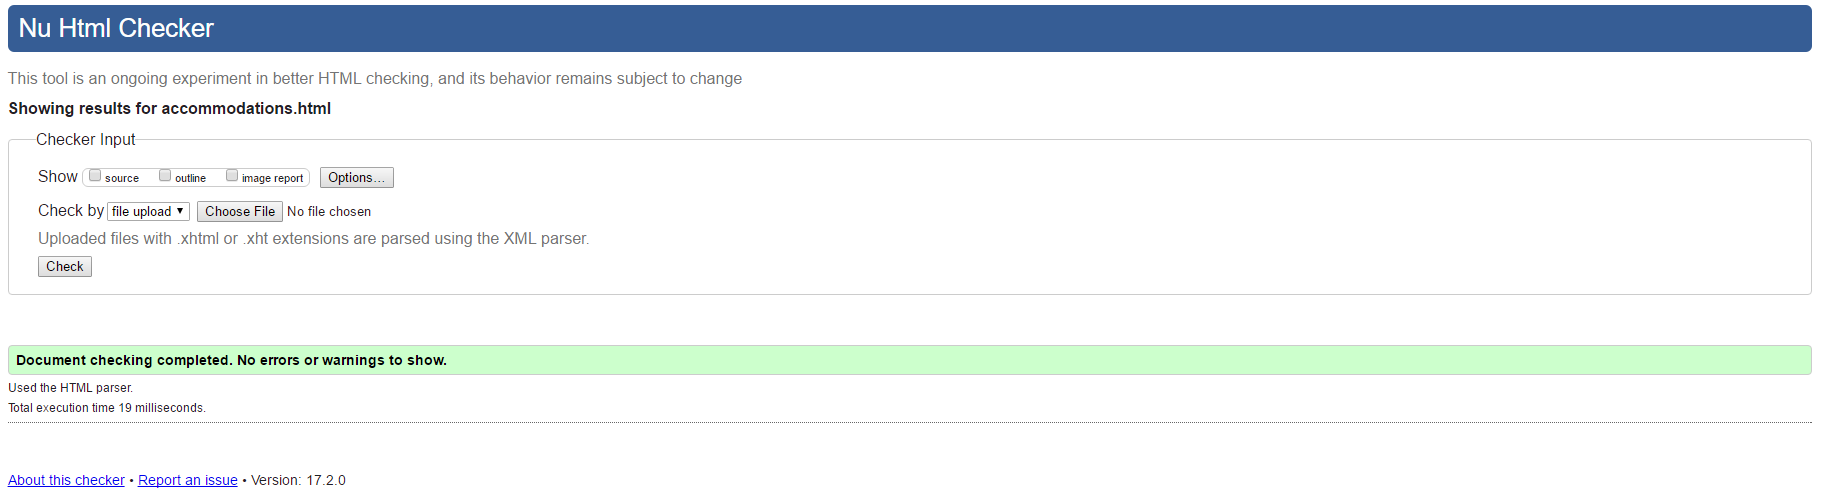 Nu Html Checker
This tool is an ongoing experiment in better HTML checking, and its behavior remains subject to change
Showing results for accommodations.html
Checker Input
Show source outline image report Options...
Check by file upload Choose File No file chosen
Uploaded files with .xhtml or .xht extensions are parsed using the XML parser.
Check
Document checking completed. No errors or warnings to show.
Used the HTML parser.
Total execution time 19 milliseconds.
About this checker • Report an issue • Version: 17.2.0